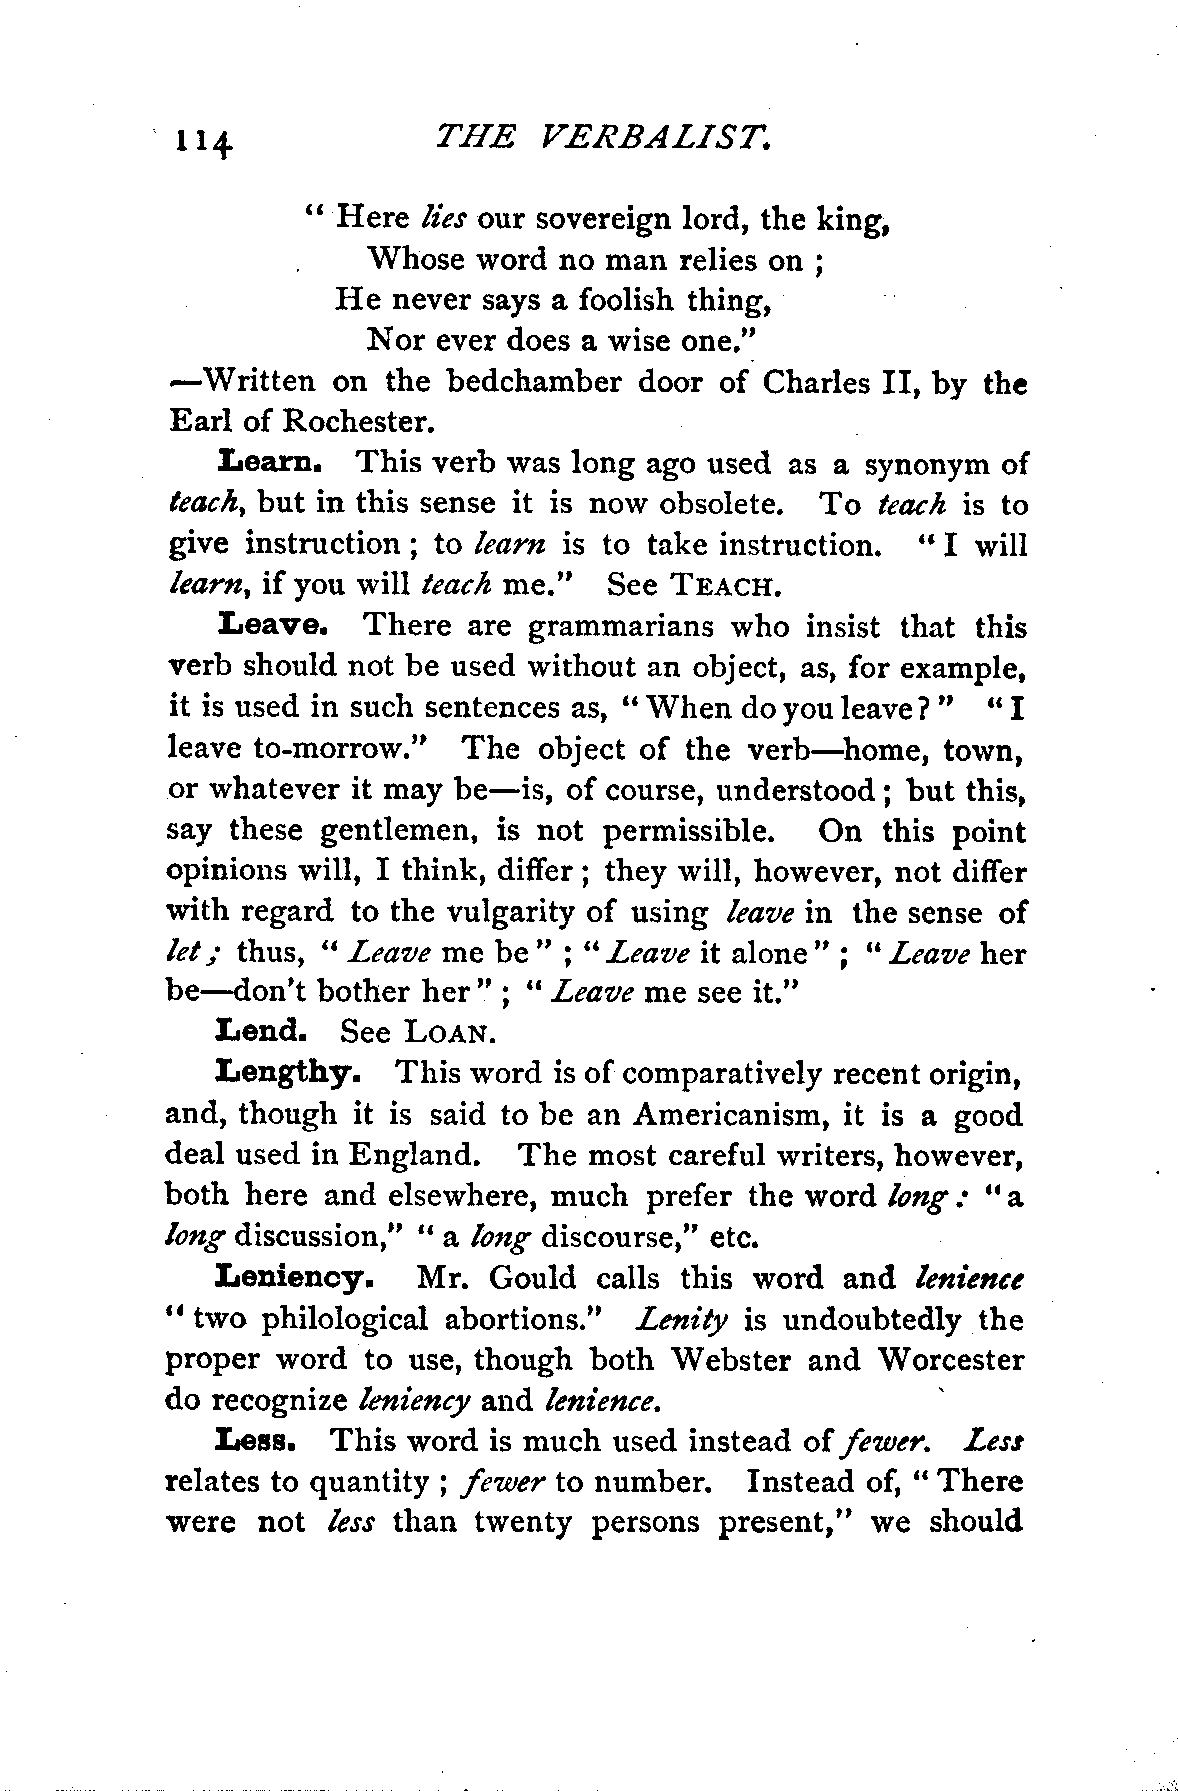 114 THE VERBALIST.
“ Here lies our sovereign lord, the king,
Whose word no man relies on ;
He never says a foolish thing,
Nor ever does a wise one.”
—Written on the bedchamber door of Charles II, by the
Earl of Rochester.
Learn. This verb was long ago used as a synonym of
teach, but in this sense it is now obsolete. To teach is to
give instruction ; to learn is to take instruction. “ I will
learn, if you will teach me.” See TEACH.
Leave. There are grammarians who insist that this
verb should not be used without an object, as, for example,
it is used in such sentences as, “ When do you leave ? ” “ I
leave to-morrow.” The object of the verb—home, town,
or whatever it may be—is, of course, understood ; but this,
say these gentlemen, is not permissible. On this point
opinions will, I think, differ ; they will, however, not differ
with regard to the vulgarity of using leave in the sense of
let ; thus, “ Leave me be ” ; “ Leave it alone ” ; “ Leave her
be—don't bother her ” ; “ Leave me see it.”
Lend. See LOAN.
Lengthy. This word is of comparatively recent origin,
and, though it is said to be an Americanism, it is a good
deal used in England. The most careful writers, however,
both here and elsewhere, much prefer the word long : “ a
long discussion,” “ a long discourse,” etc.
Leniency. Mr. Gould calls this word and lenience
“ two philological abortions.” Lenity is undoubtedly the
proper word to use, though both Webster and Worcester
do recognize leniency and lenience.
Less. This word is much used instead of fewer. Less
relates to quantity ; fewer to number. Instead of, “ There
were not less than twenty persons present,” we should